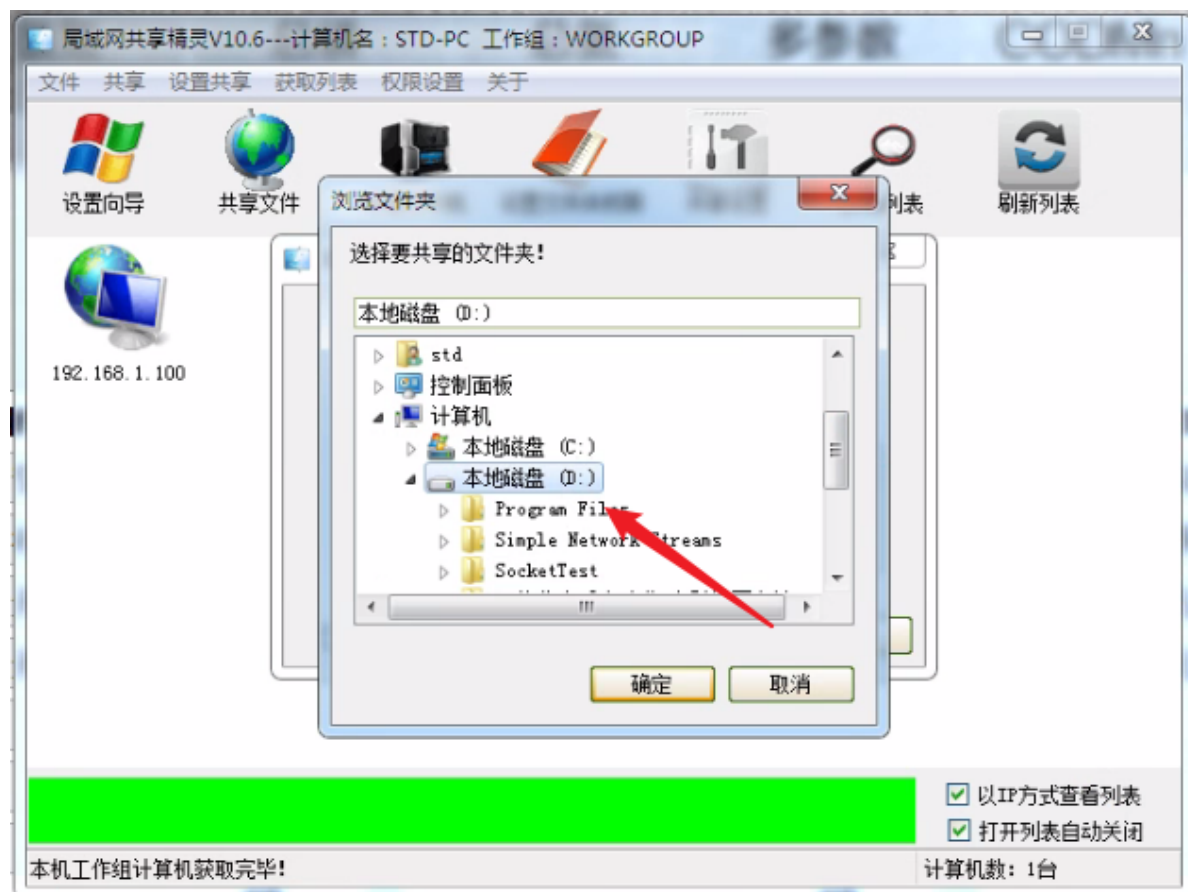 局域网共享精灵V10.6---计算机名：STD-PC 工作组：WORKGROUP
文件 共享 设置共享 获取列表 权限设置 关于
设置向导 共享文件 列表 刷新列表
浏览文件夹
选择要共享的文件夹!
本地磁盘 (D:)
std
控制面板
192.168.1.100
计算机
本地磁盘 (C:)
本地磁盘 (D:)
Program Files
Simple Network Streams
SocketTest
确定 取消
以IP方式查看列表
打开列表自动关闭
本机工作组计算机获取完毕! 计算机数: 1台